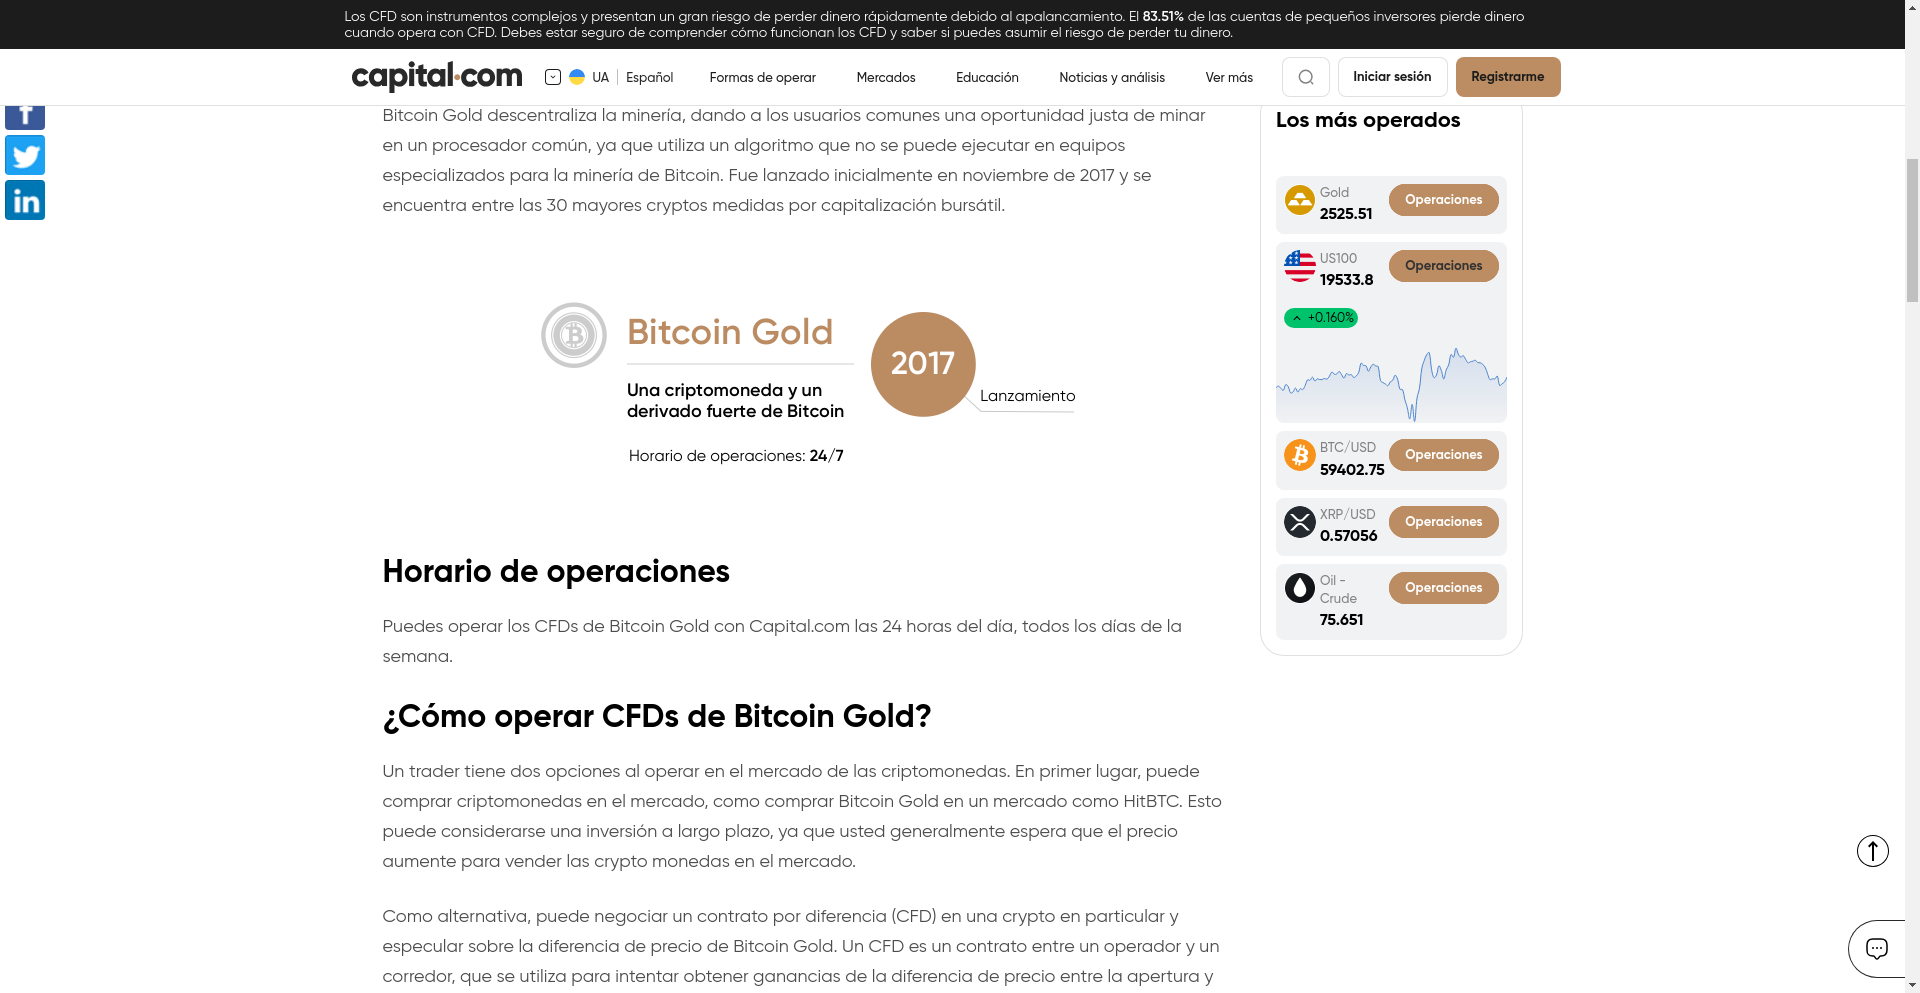 Los CFD son instrumentos complejos y presentan un gran riesgo de perder dinero rápidamente debido al apalancamiento. El 83.51% de las cuentas de pequeños inversores pierde dinero
cuando opera con CFD. Debes estar seguro de comprender cómo funcionan los CFD y saber si puedes asumir el riesgo de perder tu dinero.
capital.com
UA
Español
Formas de operar
Mercados
Educación
Noticias y análisis
Ver más
Iniciar sesión
Registrarme
Bitcoin Gold descentraliza la minería, dando a los usuarios comunes una oportunidad justa de minar
en un procesador común, ya que utiliza un algoritmo que no se puede ejecutar en equipos
especializados para la minería de Bitcoin. Fue lanzado inicialmente en noviembre de 2017 y se
encuentra entre las 30 mayores cryptos medidas por capitalización bursátil.
Bitcoin Gold
Una criptomoneda y un
derivado fuerte de Bitcoin
Horario de operaciones: 24/7
2017
Lanzamiento
Horario de operaciones
Puedes operar los CFDs de Bitcoin Gold con Capital.com las 24 horas del día, todos los días de la
semana.
¿Cómo operar CFDs de Bitcoin Gold?
Un trader tiene dos opciones al operar en el mercado de las criptomonedas. En primer lugar, puede
comprar criptomonedas en el mercado, como comprar Bitcoin Gold en un mercado como HitBTC. Esto
puede considerarse una inversión a largo plazo, ya que usted generalmente espera que el precio
aumente para vender las crypto monedas en el mercado.
Como alternativa, puede negociar un contrato por diferencia (CFD) en una crypto en particular y
especular sobre la diferencia de precio de Bitcoin Gold. Un CFD es un contrato entre un operador y un
corredor, que se utiliza para intentar obtener ganancias de la diferencia de precio entre la apertura y
Los más operados
Gold
2525.51
Operaciones
US100
19533.8
Operaciones
+0.160%
BTC/USD
59402.75
Operaciones
XRP/USD
0.57056
Operaciones
Oil -
Crude
75.651
Operaciones